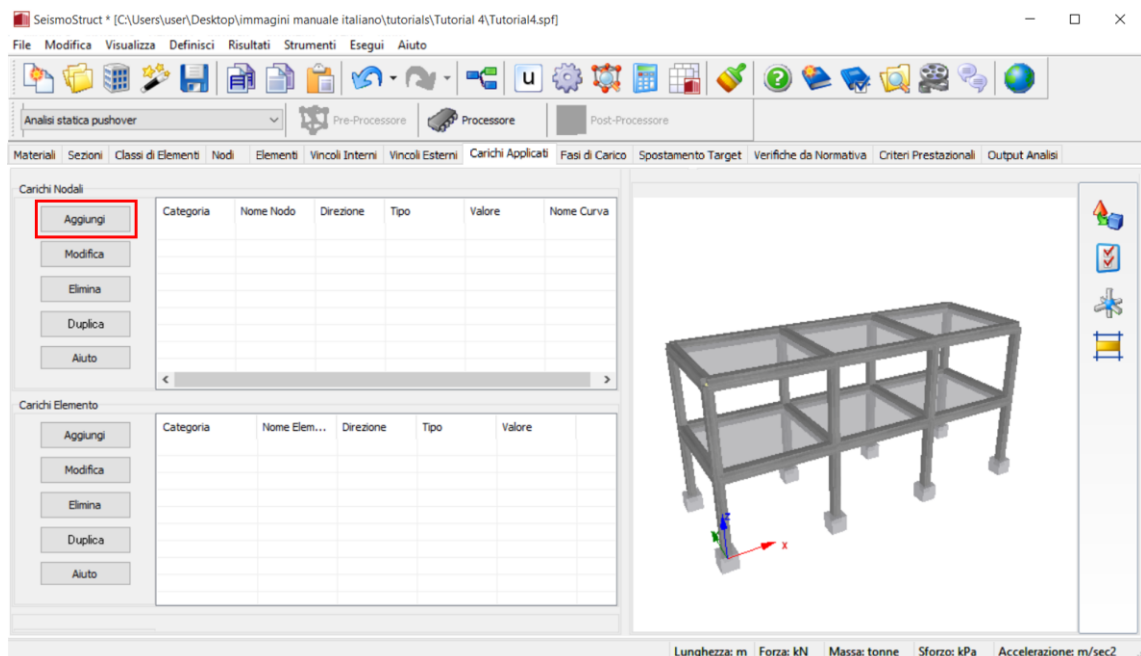 SeismoStruct * [C:\Users\user\Desktop\immagini manuale italiano\tutorials\Tutorial 4\Tutorial4.spf]
File Modifica Visualizza Definisci Risultati Strumenti Esegui Aiuto
u
Analisi statica pushover Pre-Processore Processore Post-Processore
Materiali Sezioni Classi di Elementi Nodi Elementi Vincoli Interni Vincoli Esterni Carichi Applicati Fasi di Carico Spostamento Target Verifiche da Normativa Criteri Prestazionali Output Analisi
Carichi Nodali
Aggiungi
Modifica
Elimina
Duplica
Aiuto
Categoria Nome Nodo Direzione Tipo Valore Nome Curva
Carichi Elemento
Aggiungi
Modifica
Elimina
Duplica
Aiuto
Categoria Nome Elem... Direzione Tipo Valore
z
x
Lunghezza: m Forza: kN Massa: tonne Sforzo: kPa Accelerazione: m/sec2